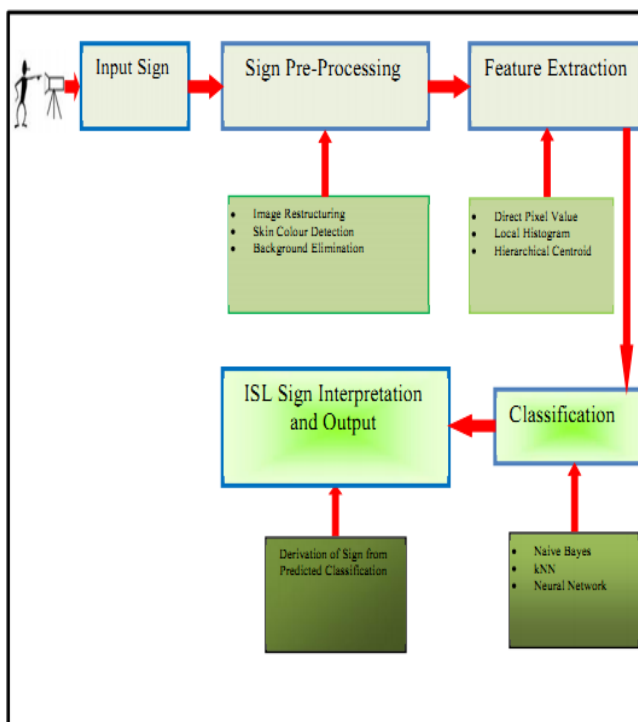 Input Sign
Sign Pre-Processing
Feature Extraction
• Image Restructuring
• Skin Colour Detection
• Background Elimination
• Direct Pixel Value
• Local Histogram
• Hierarchical Centroid
ISL Sign Interpretation
and Output
Classification
Derivation of Sign from
Predicted Classification
• Naive Bayes
• kNN
• Neural Network